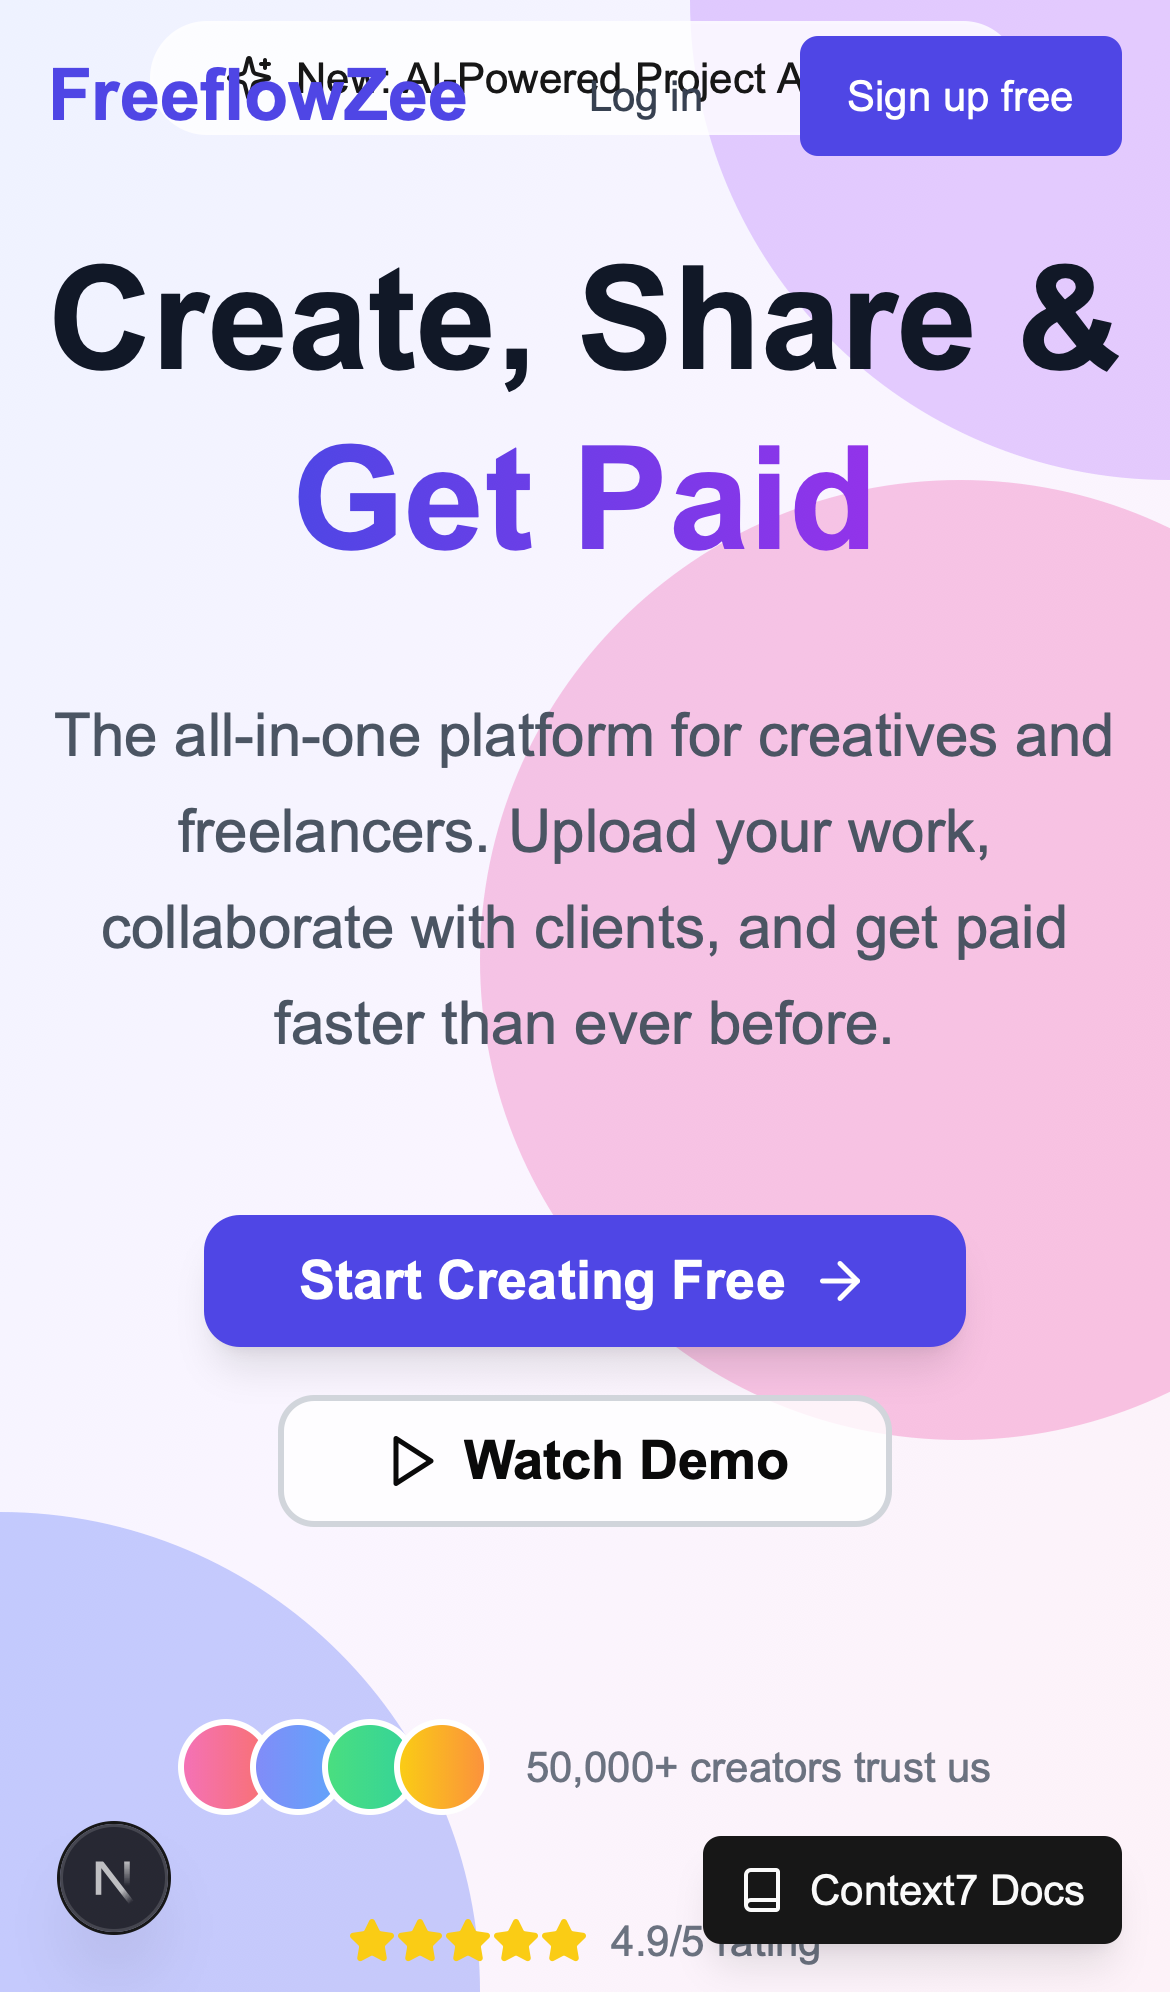 FreeflowZee
New: AI-Powered Project A
Log in
Sign up free
Create, Share &
Get Paid
The all-in-one platform for creatives and
freelancers. Upload your work,
collaborate with clients, and get paid
faster than ever before.
Start Creating Free
Watch Demo
50,000+ creators trust us
N
Context7 Docs
4.9/5 rating